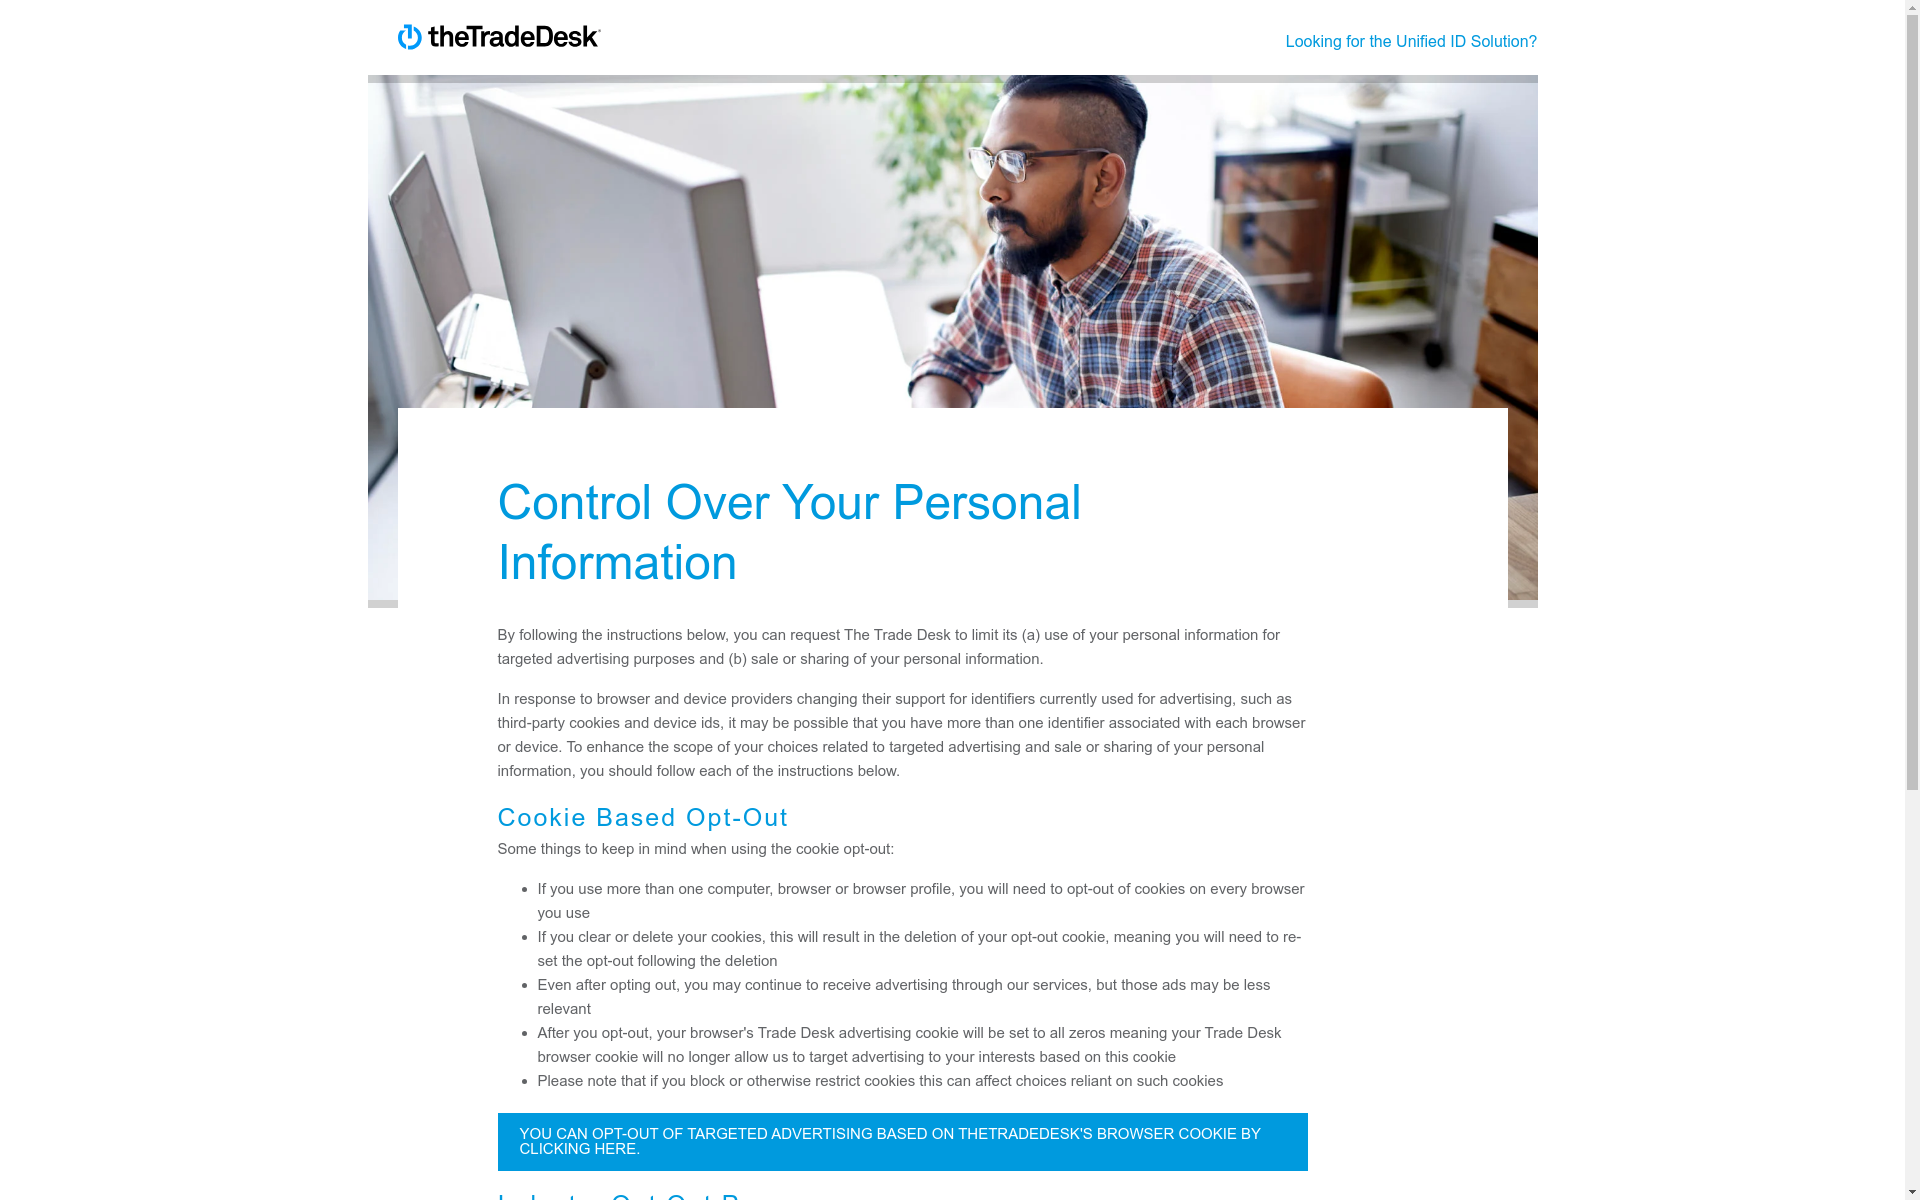 theTradeDesk
Looking for the Unified ID Solution?
Control Over Your Personal
Information
By following the instructions below, you can request The Trade Desk to limit its (a) use of your personal information for
targeted advertising purposes and (b) sale or sharing of your personal information.
In response to browser and device providers changing their support for identifiers currently used for advertising, such as
third-party cookies and device ids, it may be possible that you have more than one identifier associated with each browser
or device. To enhance the scope of your choices related to targeted advertising and sale or sharing of your personal
information, you should follow each of the instructions below.
Cookie Based Opt-Out
Some things to keep in mind when using the cookie opt-out:
If you use more than one computer, browser or browser profile, you will need to opt-out of cookies on every browser
you use
If you clear or delete your cookies, this will result in the deletion of your opt-out cookie, meaning you will need to re-
set the opt-out following the deletion
Even after opting out, you may continue to receive advertising through our services, but those ads may be less
relevant
After you opt-out, your browser's Trade Desk advertising cookie will be set to all zeros meaning your Trade Desk
browser cookie will no longer allow us to target advertising to your interests based on this cookie
Please note that if you block or otherwise restrict cookies this can affect choices reliant on such cookies
YOU CAN OPT-OUT OF TARGETED ADVERTISING BASED ON THETRADEDESK'S BROWSER COOKIE BY
CLICKING HERE.